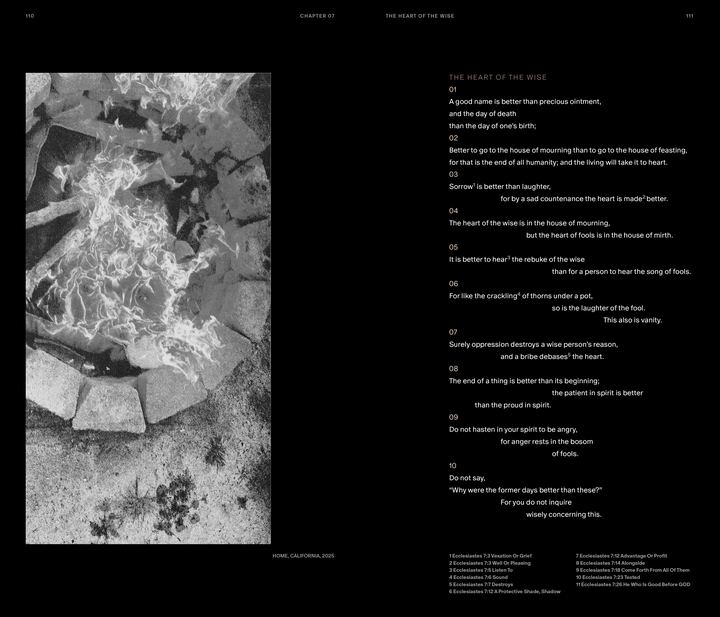 110
CHAPTER 07
THE HEART OF THE WISE
111
THE HEART OF THE WISE
01
A good name is better than precious ointment,
and the day of death
than the day of one's birth;
02
Better to go to the house of mourning than to go to the house of feasting,
for that is the end of all humanity; and the living will take it to heart.
03
Sorrow¹ is better than laughter,
for by a sad countenance the heart is made² better.
04
The heart of the wise is in the house of mourning,
but the heart of fools is in the house of mirth.
05
It is better to hear³ the rebuke of the wise
than for a person to hear the song of fools.
06
For like the crackling⁴ of thorns under a pot,
so is the laughter of the fool.
This also is vanity.
07
Surely oppression destroys a wise person's reason,
and a bribe debases⁵ the heart.
08
The end of a thing is better than its beginning;
the patient in spirit is better
than the proud in spirit.
09
Do not hasten in your spirit to be angry,
for anger rests in the bosom
of fools.
10
Do not say,
"Why were the former days better than these?"
For you do not inquire
wisely concerning this.
HOME, CALIFORNIA, 2025
1 Ecclesiastes 7:3 Vexation Or Grief
2 Ecclesiastes 7:3 Well Or Pleasing
3 Ecclesiastes 7:5 Listen To
4 Ecclesiastes 7:6 Sound
5 Ecclesiastes 7:7 Destroys
6 Ecclesiastes 7:12 A Protective Shade, Shadow
7 Ecclesiastes 7:12 Advantage Or Profit
8 Ecclesiastes 7:14 Alongside
9 Ecclesiastes 7:18 Come Forth From All Of Them
10 Ecclesiastes 7:23 Tested
11 Ecclesiastes 7:26 He Who Is Good Before GOD